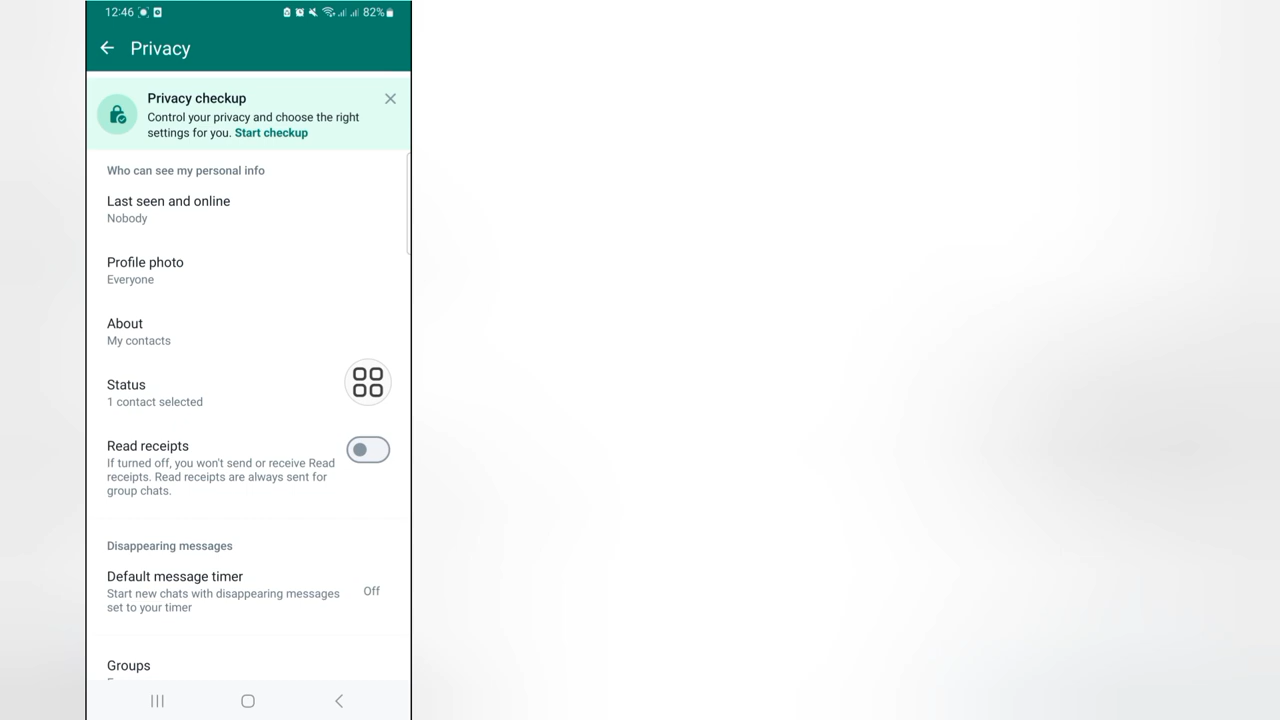 12:46
82%
Privacy
Privacy checkup
Control your privacy and choose the right
settings for you. Start checkup
Who can see my personal info
Last seen and online
Nobody
Profile photo
Everyone
About
My contacts
Status
1 contact selected
Read receipts
If turned off, you won't send or receive Read
receipts. Read receipts are always sent for
group chats.
Disappearing messages
Default message timer
Start new chats with disappearing messages
set to your timer
Off
Groups